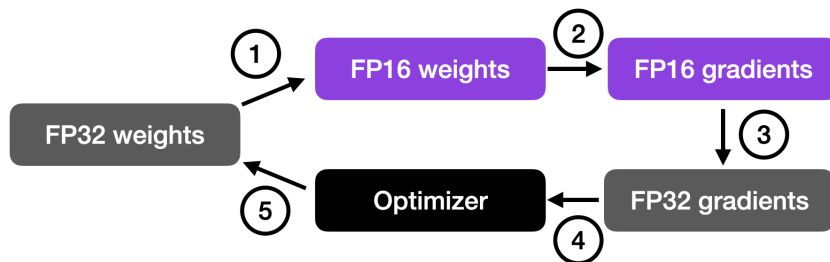 1
FP16 weights
2
FP16 gradients
FP32 weights
3
5
Optimizer
4
FP32 gradients